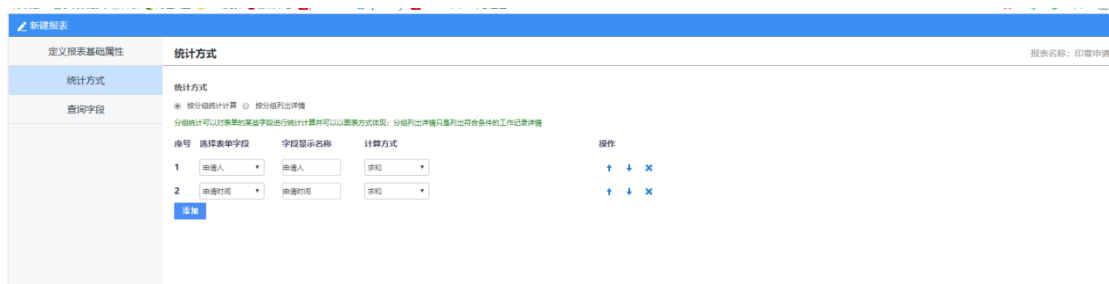 新建报表
定义报表基础属性
统计方式
查询字段
统计方式
报表名称：印章申请
统计方式
按分组统计计算 按分组列出详情
分组统计可以对表单的某些字段进行统计计算并可以以图表方式体现；分组列出详情只是列出符合条件的工作记录详情
序号 选择表单字段 字段显示名称 计算方式 操作
1 申请人 申请人 求和
2 申请时间 申请时间 求和
添加